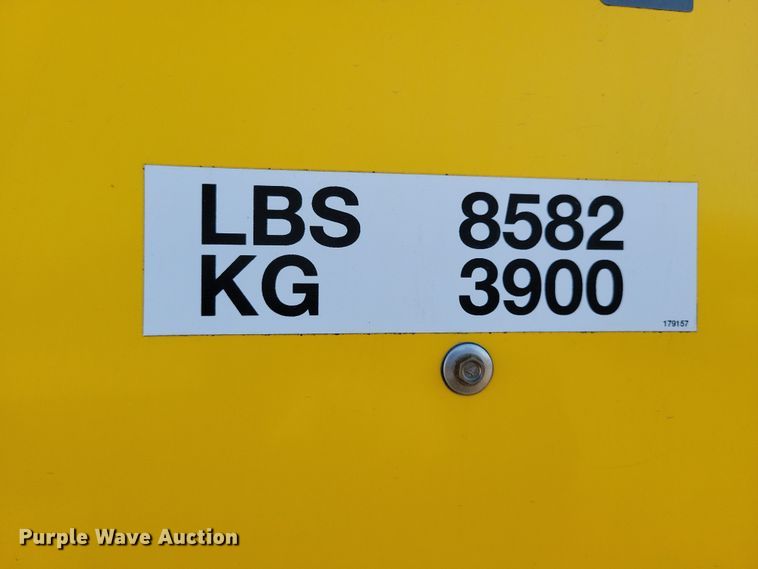 LBS 8582
KG 3900
179157
Purple Wave Auction